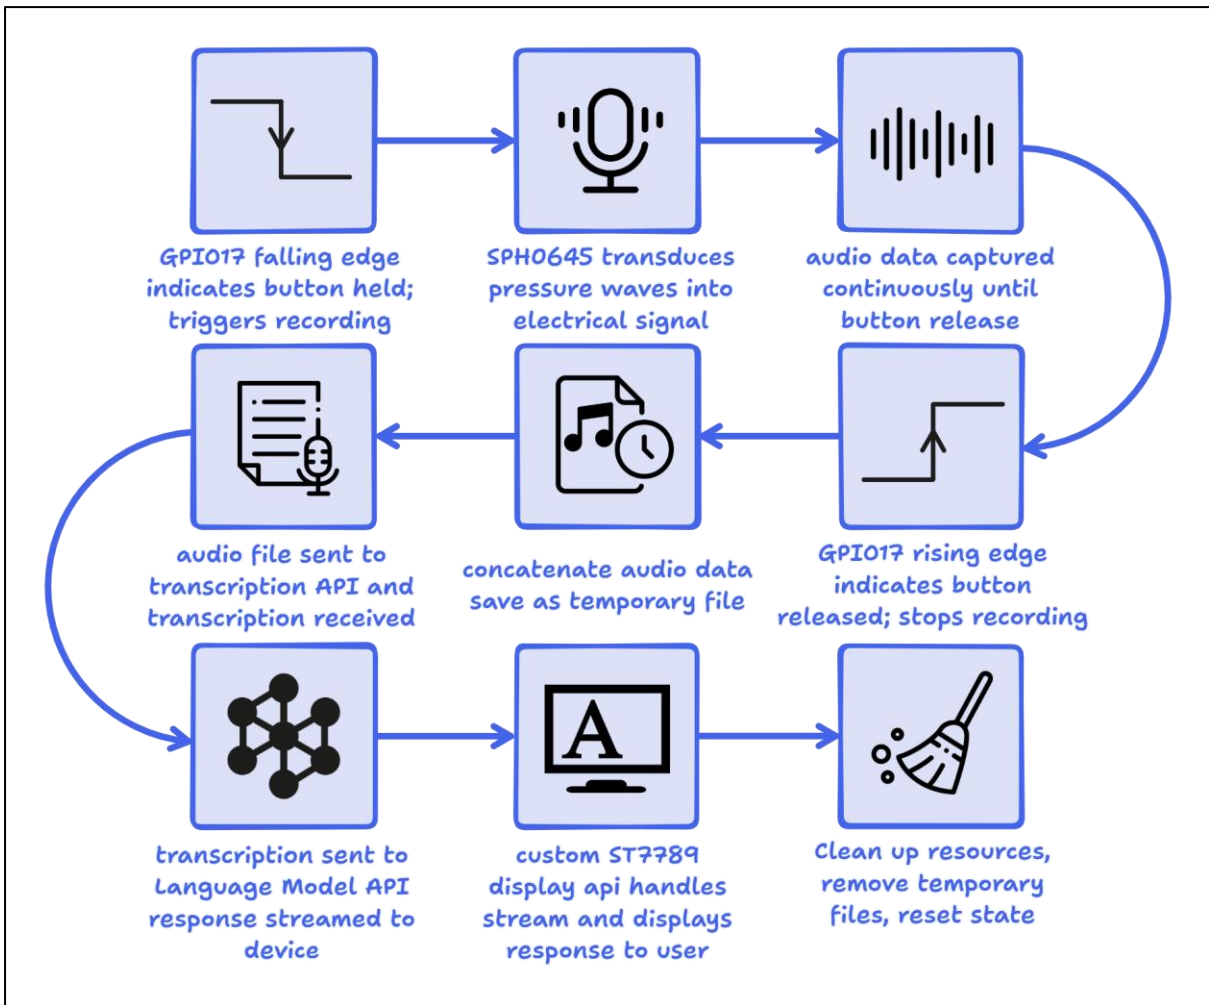 GPIO17 falling edge
indicates button held;
triggers recording
SPH0645 transduces
pressure waves into
electrical signal
audio data captured
continuously until
button release
GPIO17 rising edge
indicates button
released; stops recording
concatenate audio data
save as temporary file
audio file sent to
transcription API and
transcription received
A
transcription sent to
Language Model API
response streamed to
device
custom ST7789
display api handles
stream and displays
response to user
Clean up resources,
remove temporary
files, reset state